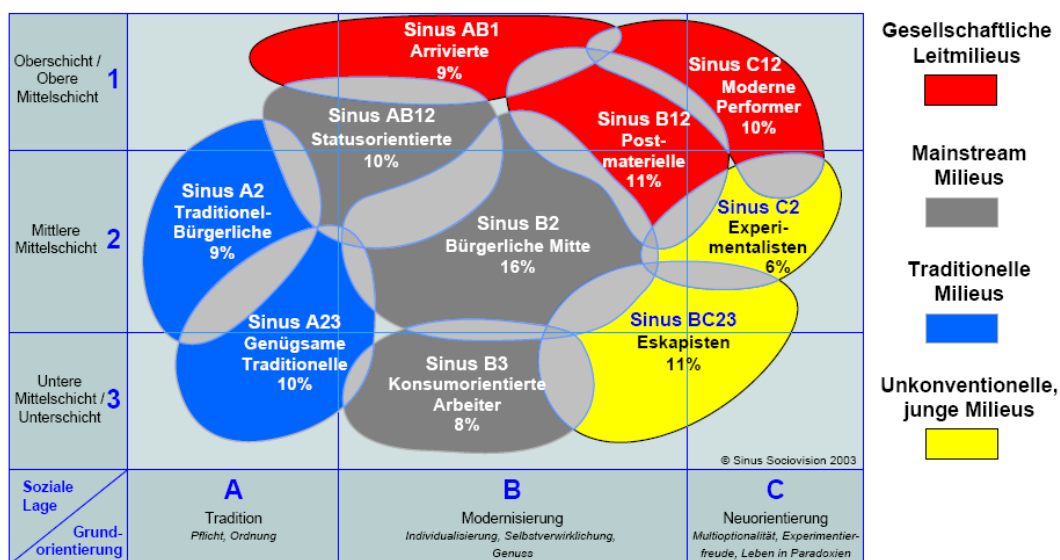 Oberschicht /
Obere
Mittelschicht
1
Mittlere
Mittelschicht
2
Untere
Mittelschicht /
Unterschicht
3
Sinus AB1
Arrivierte
9%
Sinus C12
Moderne
Performer
10%
Sinus AB12
Statusorientierte
10%
Sinus B12
Post-
materielle
11%
Sinus A2
Traditionel-
Bürgerliche
9%
Sinus B2
Bürgerliche Mitte
16%
Sinus C2
Experi-
mentalisten
6%
Sinus A23
Genügsame
Traditionelle
10%
Sinus B3
Konsumorientierte
Arbeiter
8%
Sinus BC23
Eskapisten
11%
© Sinus Sociovision 2003
Soziale
Lage
Grund-
orientierung
A
Tradition
Pflicht, Ordnung
B
Modernisierung
Individualisierung, Selbstverwirklichung,
Genuss
C
Neuorientierung
Multioptionalität, Experimentier-
freude, Leben in Paradoxien
Gesellschaftliche
Leitmilieus
Mainstream
Milieus
Traditionelle
Milieus
Unkonventionelle,
junge Milieus